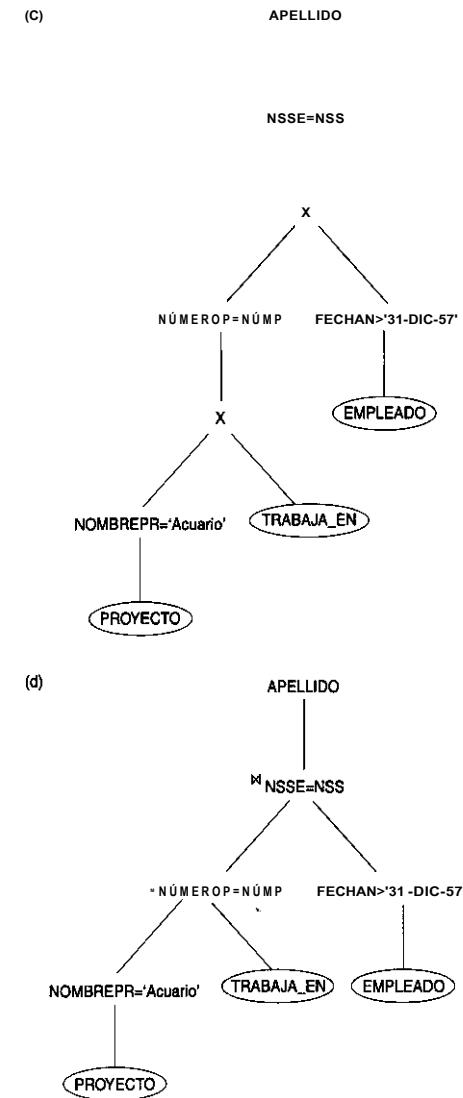 (C) APELLIDO
NSSE=NSS
X
NÚMEROP=NÚMP FECHAN>'31-DIC-57'
EMPLEADO
X
NOMBREPR='Acuario' TRABAJA_EN
PROYECTO
(d) APELLIDO
⋈ NSSE=NSS
NÚMEROP=NÚMP FECHAN>'31-DIC-57
NOMBREPR='Acuario' TRABAJA_EN EMPLEADO
PROYECTO